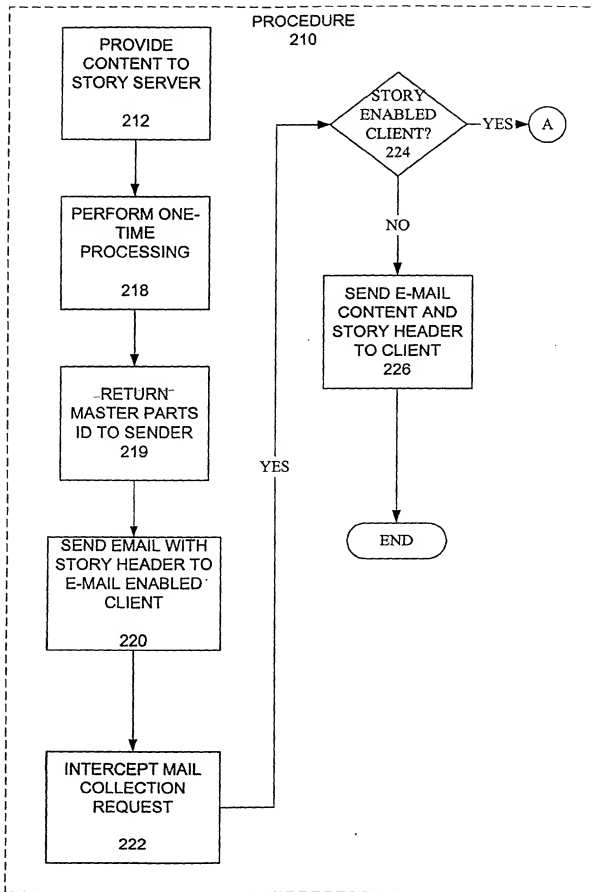 PROCEDURE
210
PROVIDE
CONTENT TO
STORY SERVER
212
PERFORM ONE-
TIME
PROCESSING
218
RETURN
MASTER PARTS
ID TO SENDER
219
SEND EMAIL WITH
STORY HEADER TO
E-MAIL ENABLED
CLIENT
220
INTERCEPT MAIL
COLLECTION
REQUEST
222
YES
STORY
ENABLED
CLIENT?
224
YES
A
NO
SEND E-MAIL
CONTENT AND
STORY HEADER
TO CLIENT
226
END